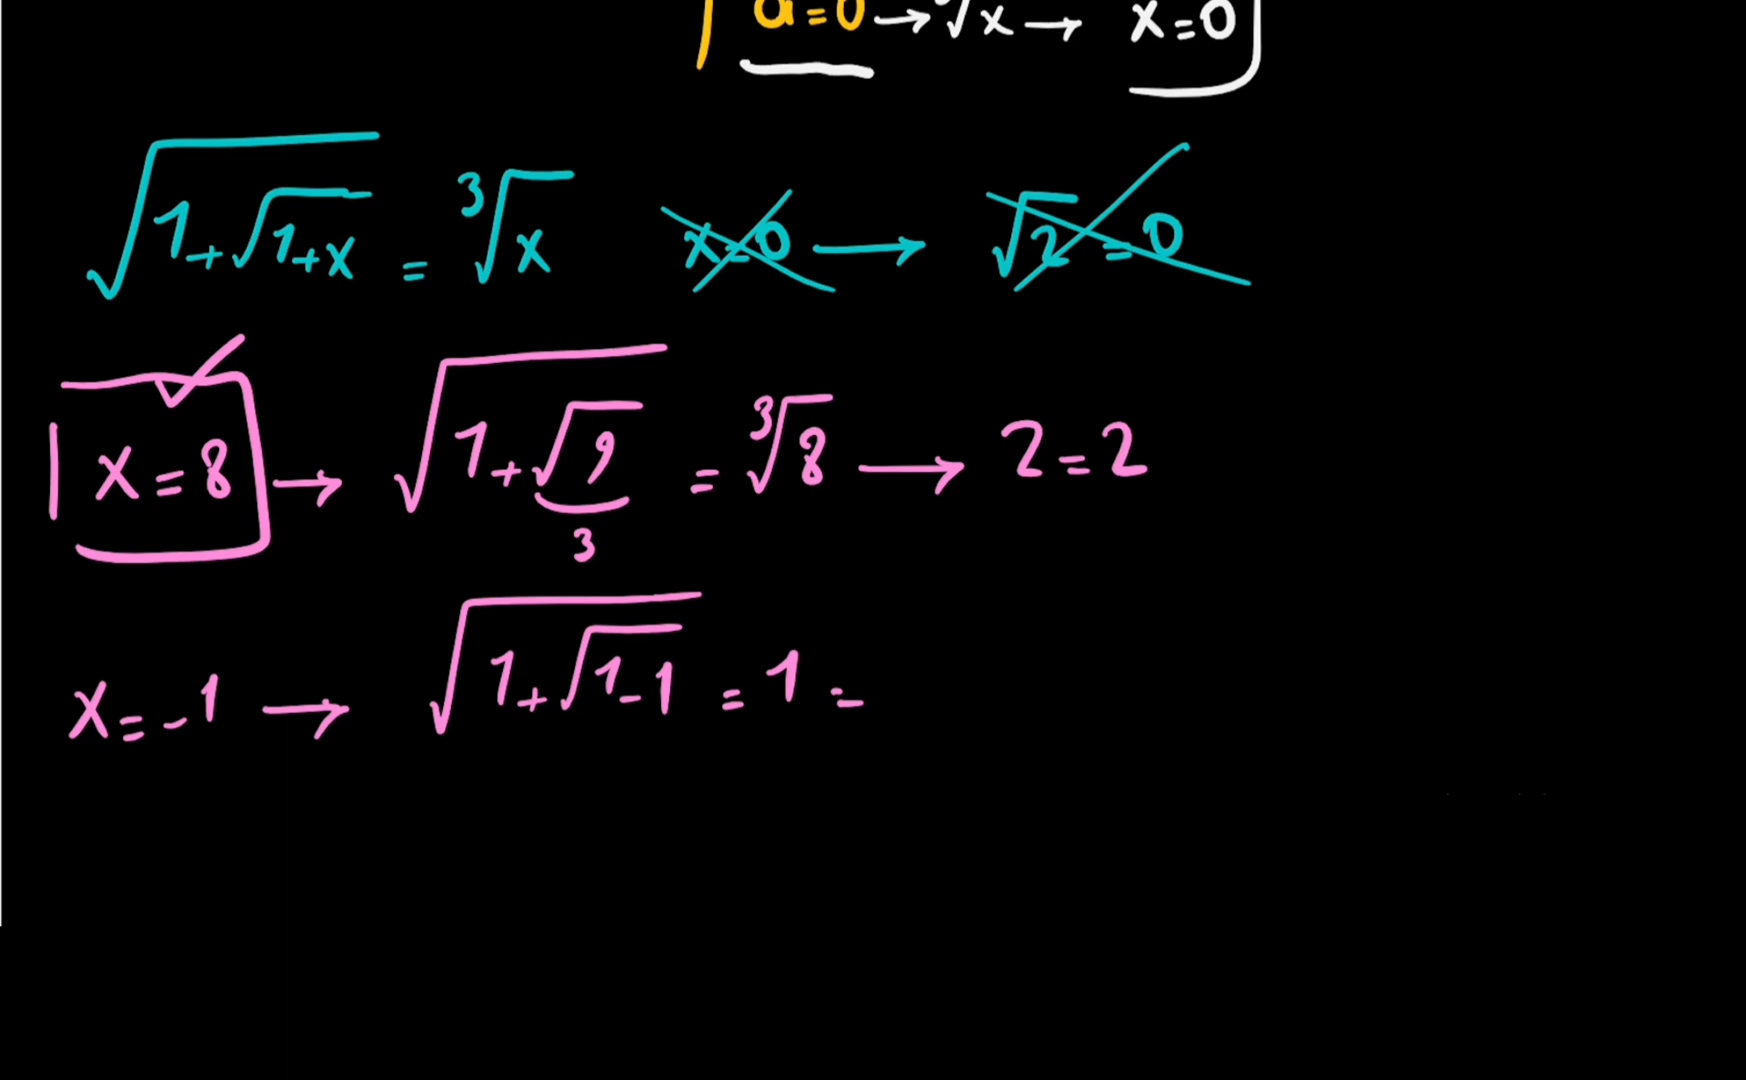 a=0→√x→ x=0
√(1+√(1+x)) = ∛x x=0 → √2=0
x=8 → √(1+√9) = ∛8 → 2=2
3
x=-1 → √(1+√(1-1)) = 1 =